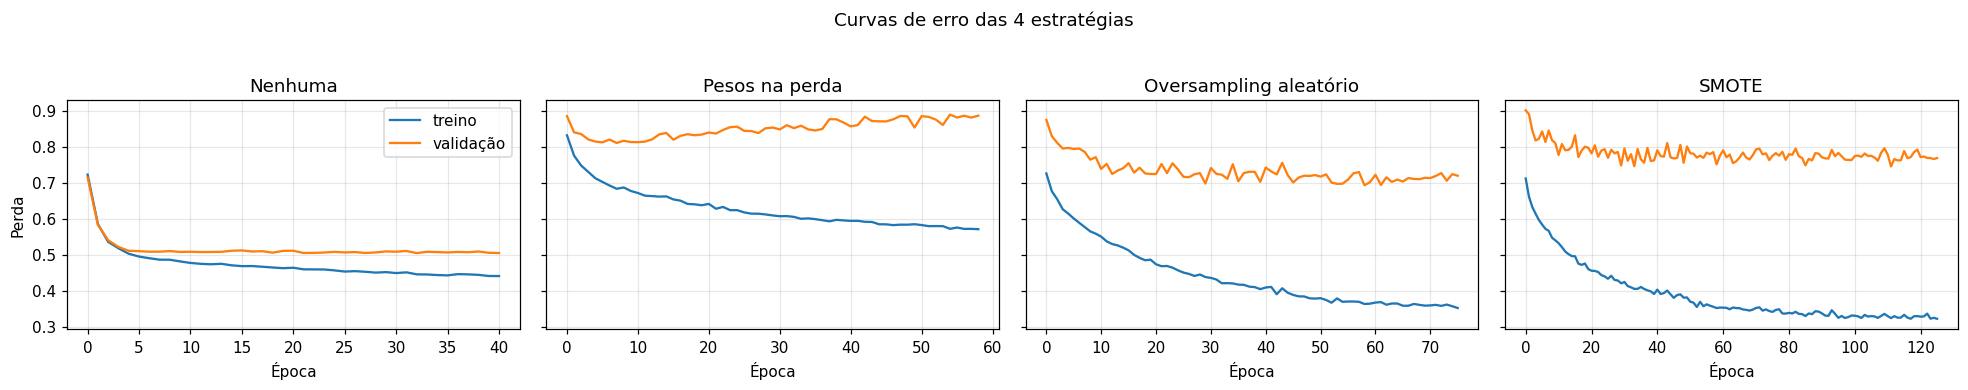 Curvas de erro das 4 estratégias
Nenhuma
Pesos na perda
Oversampling aleatório
SMOTE
Perda
0.9
0.8
0.7
0.6
0.5
0.4
0.3
treino
validação
0 5 10 15 20 25 30 35 40
0 10 20 30 40 50 60
0 10 20 30 40 50 60 70
0 20 40 60 80 100 120
Época
Época
Época
Época